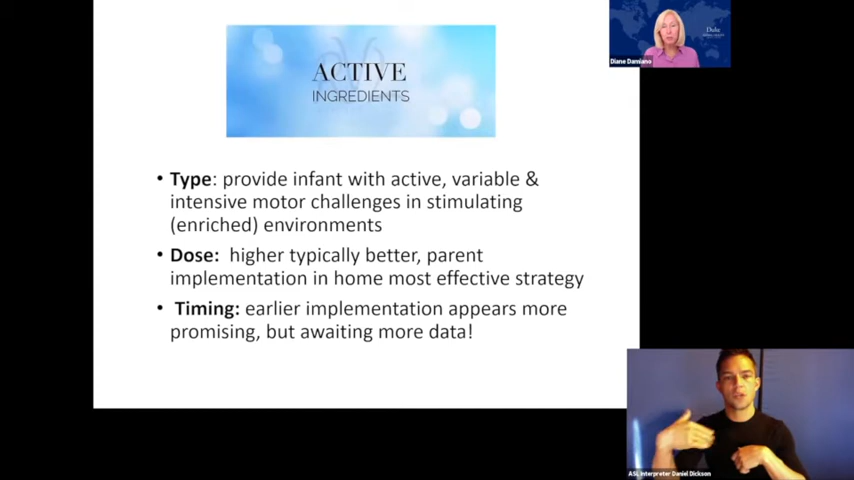 ACTIVE
INGREDIENTS
• Type: provide infant with active, variable &
intensive motor challenges in stimulating
(enriched) environments
• Dose: higher typically better, parent
implementation in home most effective strategy
• Timing: earlier implementation appears more
promising, but awaiting more data!
Duke
Diane Damiano
ASL Interpreter Daniel Dickson